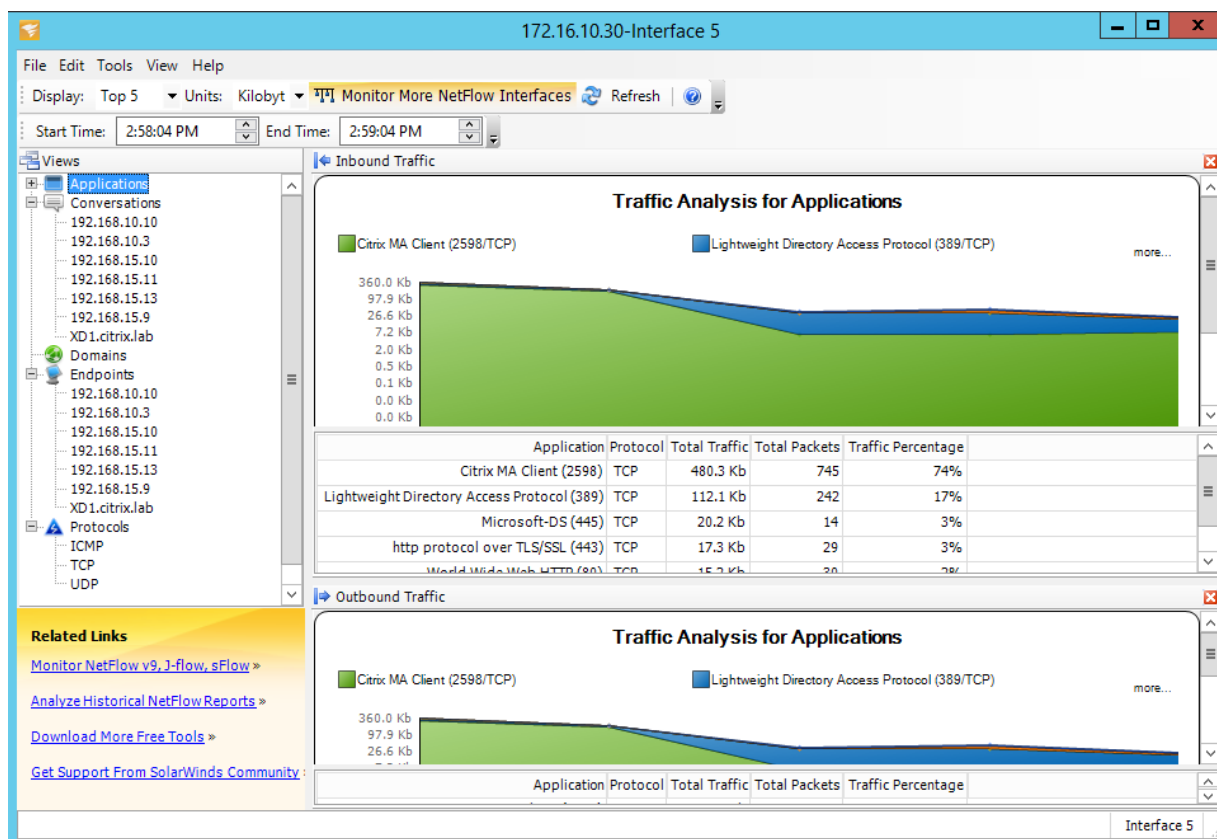 172.16.10.30-Interface 5
File Edit Tools View Help
Display: Top 5 Units: Kilobyt Monitor More NetFlow Interfaces Refresh
Start Time: 2:58:04 PM End Time: 2:59:04 PM
Views
Applications
Conversations
192.168.10.10
192.168.10.3
192.168.15.10
192.168.15.11
192.168.15.13
192.168.15.9
XD1.citrix.lab
Domains
Endpoints
192.168.10.10
192.168.10.3
192.168.15.10
192.168.15.11
192.168.15.13
192.168.15.9
XD1.citrix.lab
Protocols
ICMP
TCP
UDP
Related Links
Monitor NetFlow v9, J-flow, sFlow »
Analyze Historical NetFlow Reports »
Download More Free Tools »
Get Support From SolarWinds Community
Inbound Traffic
Traffic Analysis for Applications
Citrix MA Client (2598/TCP) Lightweight Directory Access Protocol (389/TCP)
more...
360.0 Kb
97.9 Kb
26.6 Kb
7.2 Kb
2.0 Kb
0.5 Kb
0.1 Kb
0.0 Kb
0.0 Kb
Application Protocol Total Traffic Total Packets Traffic Percentage
Citrix MA Client (2598) TCP 480.3 Kb 745 74%
Lightweight Directory Access Protocol (389) TCP 112.1 Kb 242 17%
Microsoft-DS (445) TCP 20.2 Kb 14 3%
http protocol over TLS/SSL (443) TCP 17.3 Kb 29 3%
World Wide Web HTTP (80) TCP 15.2 Kb 30 2%
Outbound Traffic
Traffic Analysis for Applications
Citrix MA Client (2598/TCP) Lightweight Directory Access Protocol (389/TCP)
more...
360.0 Kb
97.9 Kb
26.6 Kb
Application Protocol Total Traffic Total Packets Traffic Percentage
Interface 5